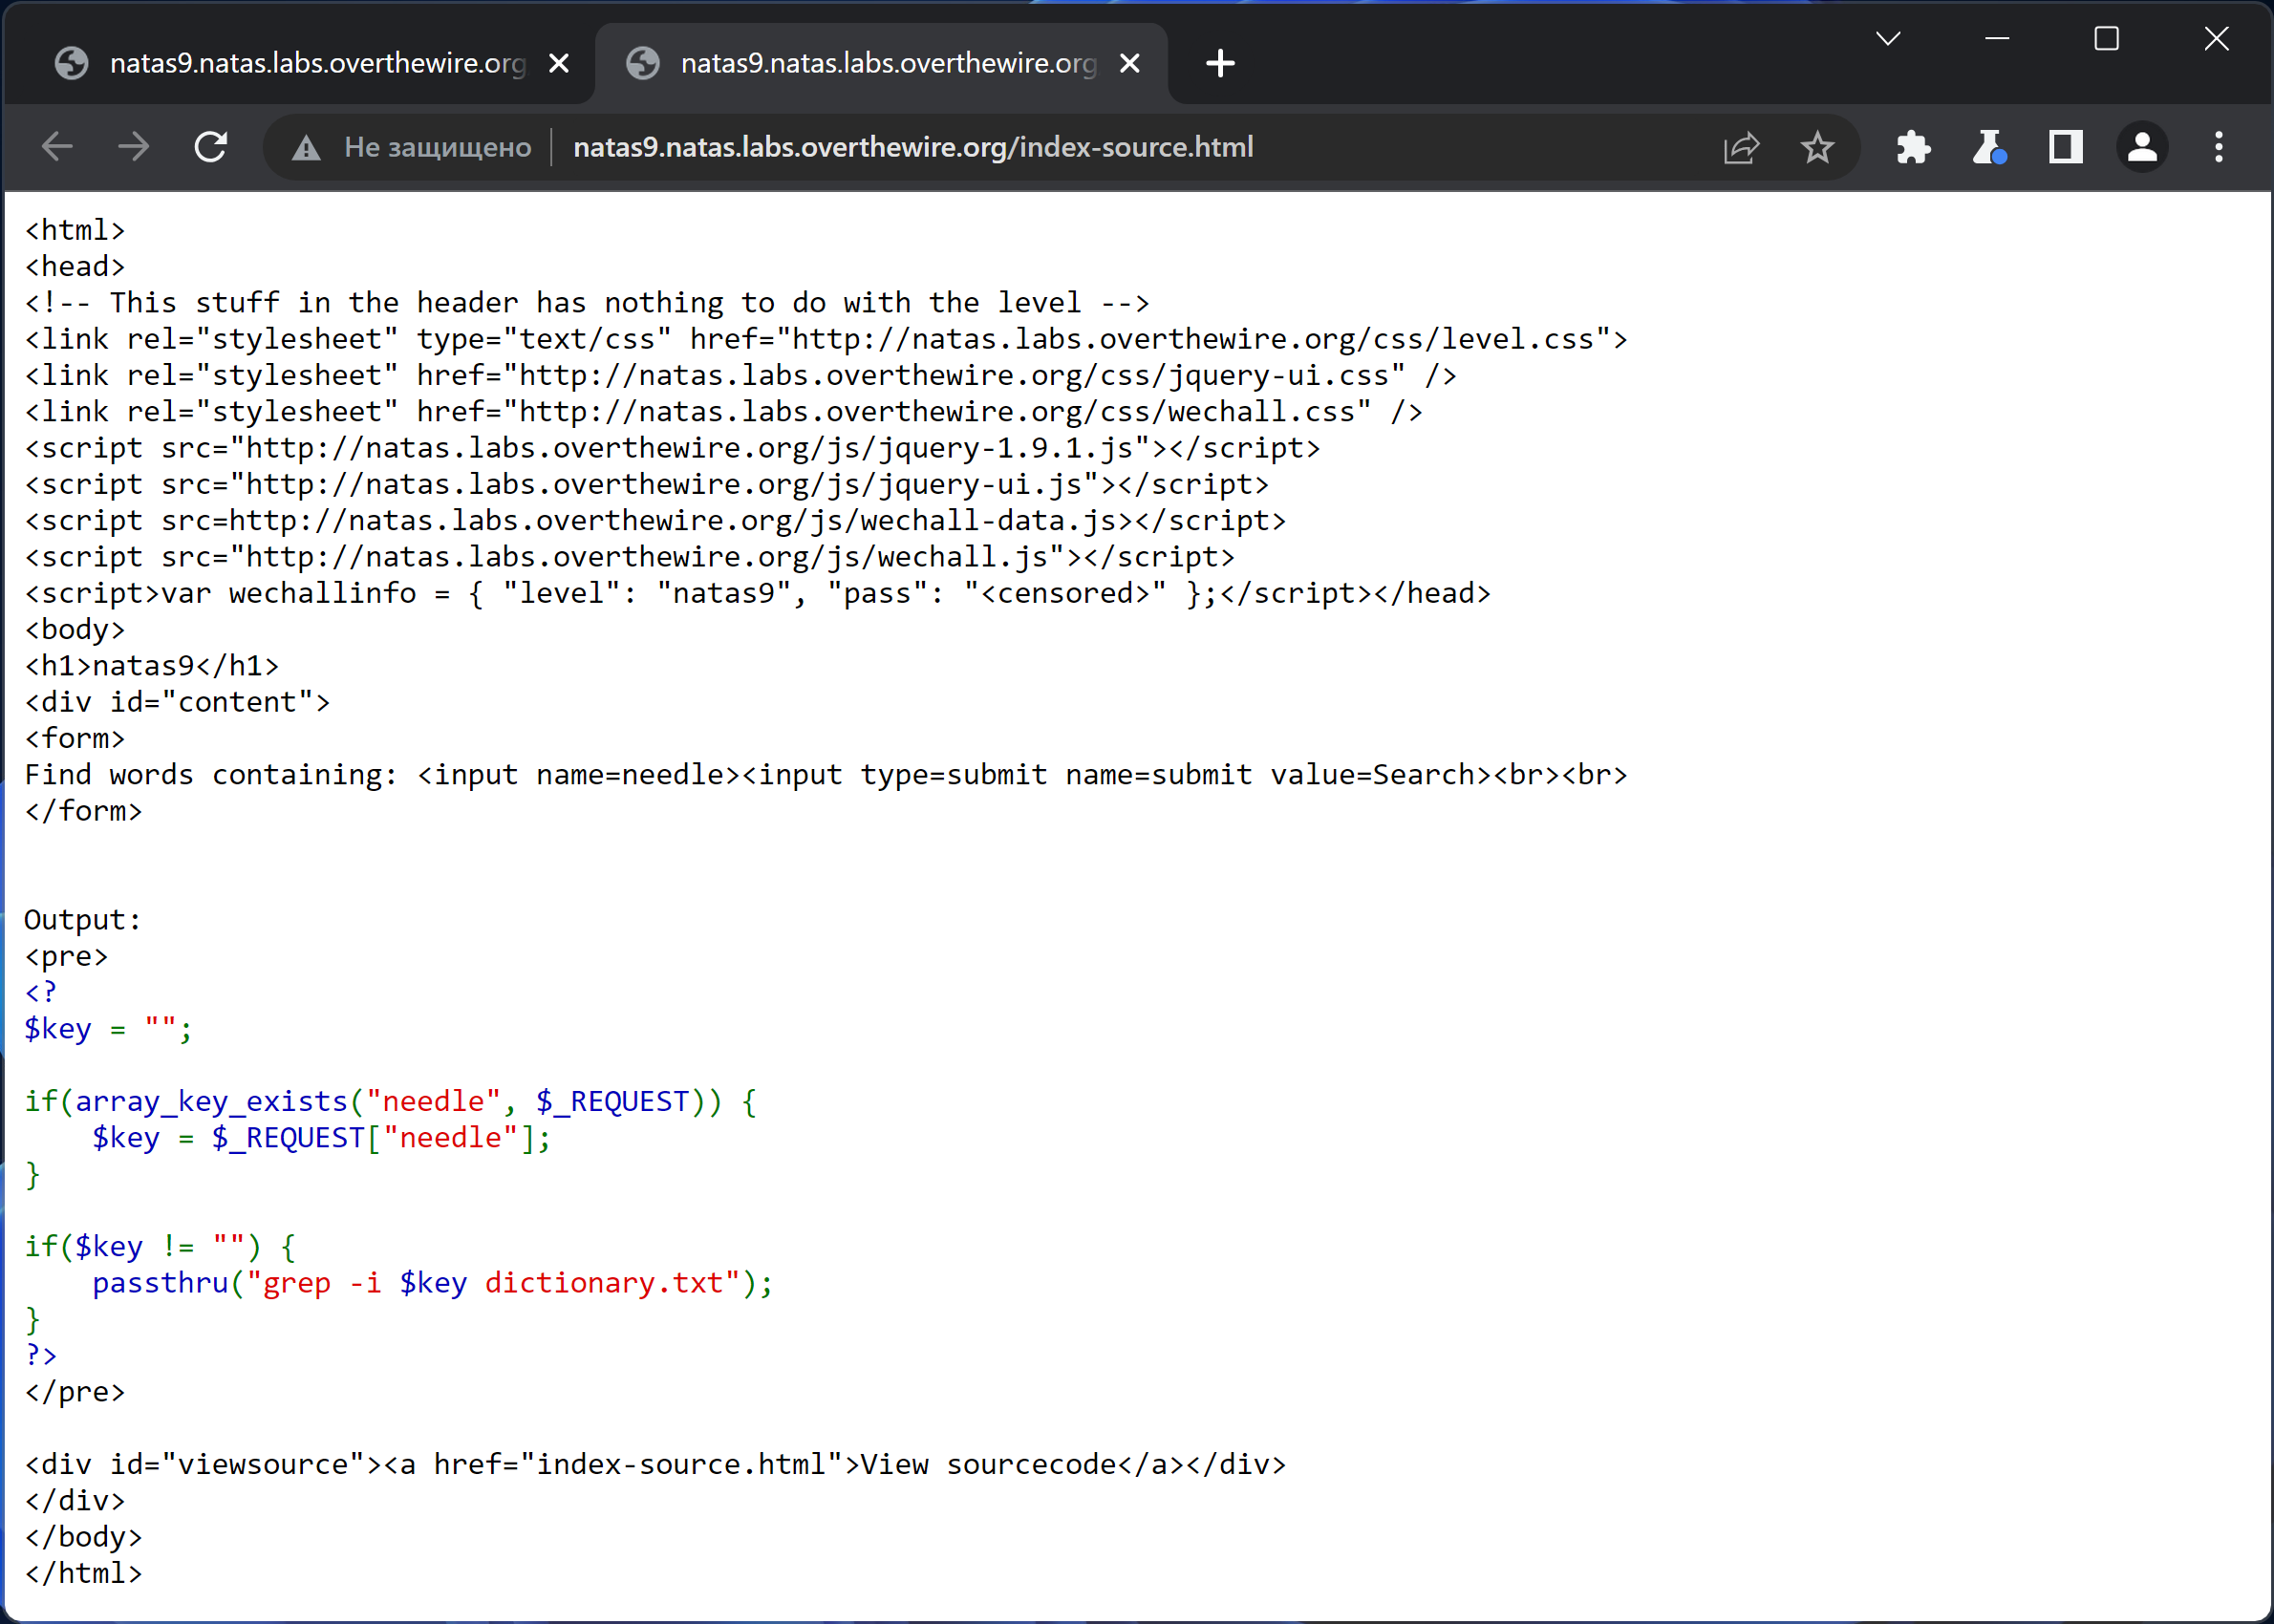 natas9.natas.labs.overthewire.org
natas9.natas.labs.overthewire.org
Не защищено
natas9.natas.labs.overthewire.org/index-source.html
<html>
<head>
<!-- This stuff in the header has nothing to do with the level -->
<link rel="stylesheet" type="text/css" href="http://natas.labs.overthewire.org/css/level.css">
<link rel="stylesheet" href="http://natas.labs.overthewire.org/css/jquery-ui.css" />
<link rel="stylesheet" href="http://natas.labs.overthewire.org/css/wechall.css" />
<script src="http://natas.labs.overthewire.org/js/jquery-1.9.1.js"></script>
<script src="http://natas.labs.overthewire.org/js/jquery-ui.js"></script>
<script src=http://natas.labs.overthewire.org/js/wechall-data.js></script>
<script src="http://natas.labs.overthewire.org/js/wechall.js"></script>
<script>var wechallinfo = { "level": "natas9", "pass": "<censored>" };</script></head>
<body>
<h1>natas9</h1>
<div id="content">
<form>
Find words containing: <input name=needle><input type=submit name=submit value=Search><br><br>
</form>
Output:
<pre>
<?
$key = "";
if(array_key_exists("needle", $_REQUEST)) {
    $key = $_REQUEST["needle"];
}
if($key != "") {
    passthru("grep -i $key dictionary.txt");
}
?>
</pre>
<div id="viewsource"><a href="index-source.html">View sourcecode</a></div>
</div>
</body>
</html>